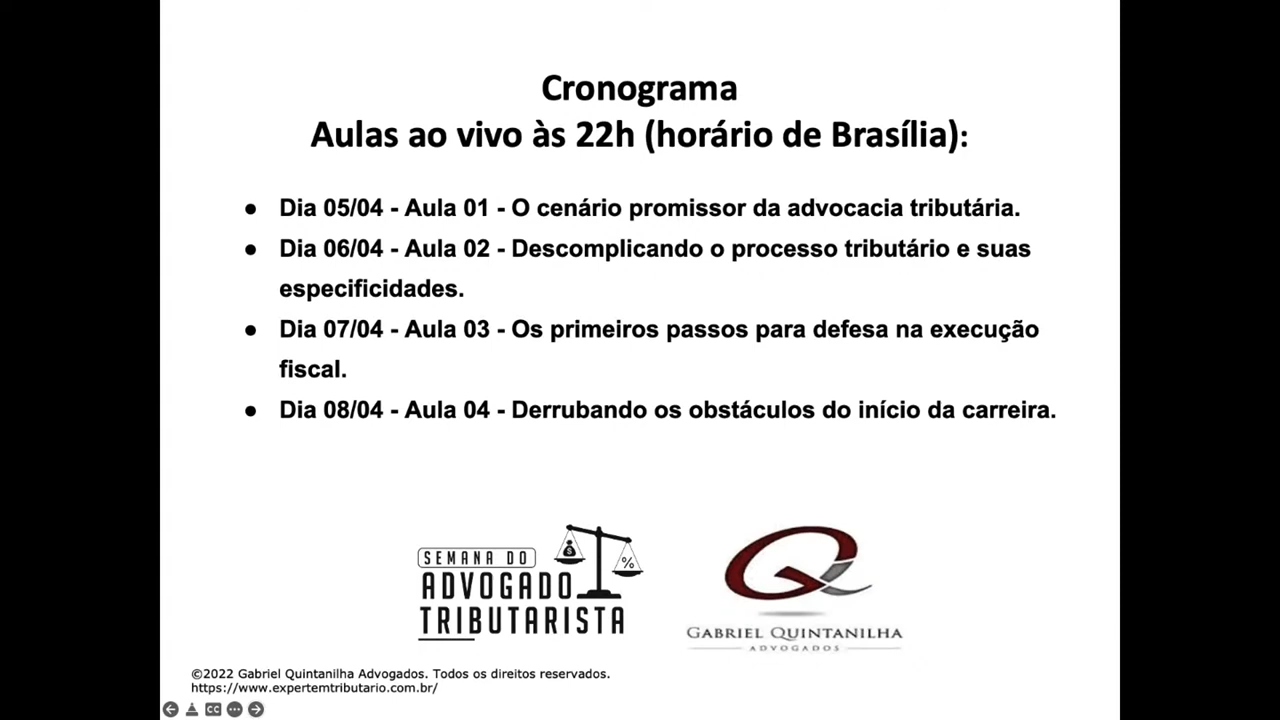 Cronograma
Aulas ao vivo às 22h (horário de Brasília):
● Dia 05/04 - Aula 01 - O cenário promissor da advocacia tributária.
● Dia 06/04 - Aula 02 - Descomplicando o processo tributário e suas
especificidades.
● Dia 07/04 - Aula 03 - Os primeiros passos para defesa na execução
fiscal.
● Dia 08/04 - Aula 04 - Derrubando os obstáculos do início da carreira.
SEMANA DO
ADVOGADO
TRIBUTARISTA
$
%
GABRIEL QUINTANILHA
ADVOGADOS
©2022 Gabriel Quintanilha Advogados. Todos os direitos reservados.
https://www.expertemtributario.com.br/
CC